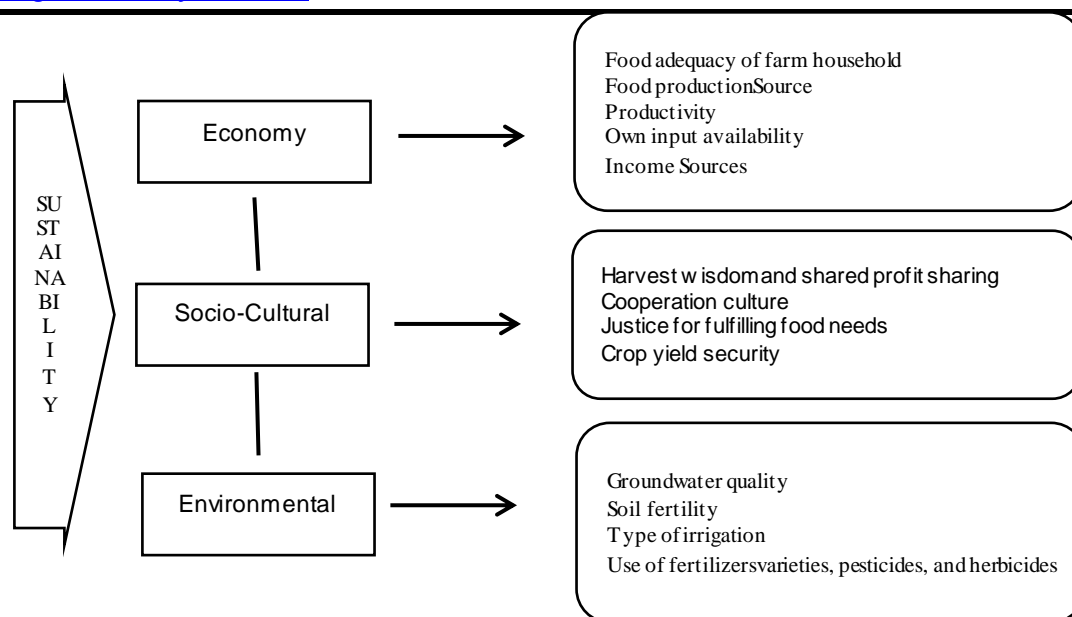 SU
ST
AI
NA
BI
L
I
T
Y
Economy
Food adequacy of farm household
Food productionSource
Productivity
Own input availability
Income Sources
Socio-Cultural
Harvest wisdomand shared profit sharing
Cooperation culture
Justice for fulfilling food needs
Crop yield security
Environmental
Groundwater quality
Soil fertility
Type of irrigation
Use of fertilizersvarieties, pesticides, and herbicides